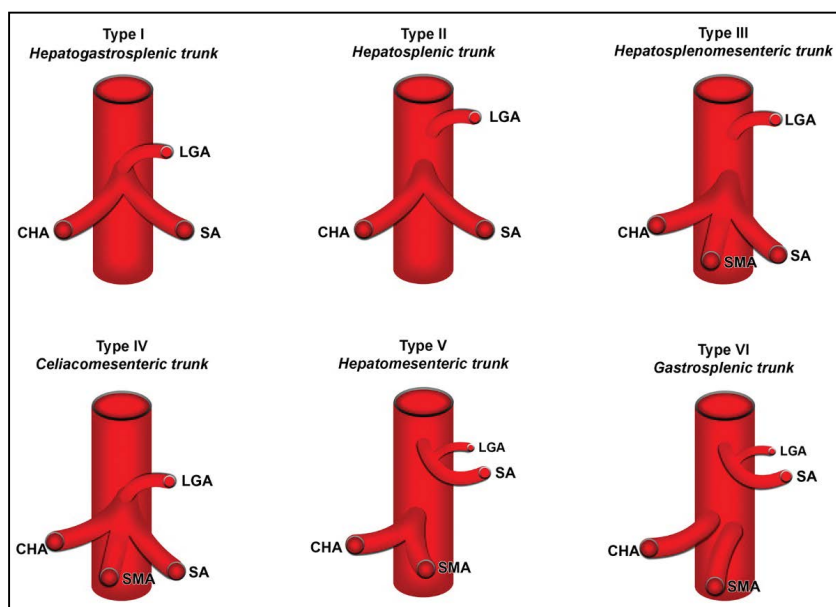 Type I
Hepatogastrosplenic trunk
LGA
CHA
SA
Type II
Hepatosplenic trunk
LGA
CHA
SA
Type III
Hepatosplenomesenteric trunk
LGA
CHA
SMA
SA
Type IV
Celiacomesenteric trunk
LGA
CHA
SMA
SA
Type V
Hepatomesenteric trunk
LGA
SA
CHA
SMA
Type VI
Gastrosplenic trunk
LGA
SA
CHA
SMA